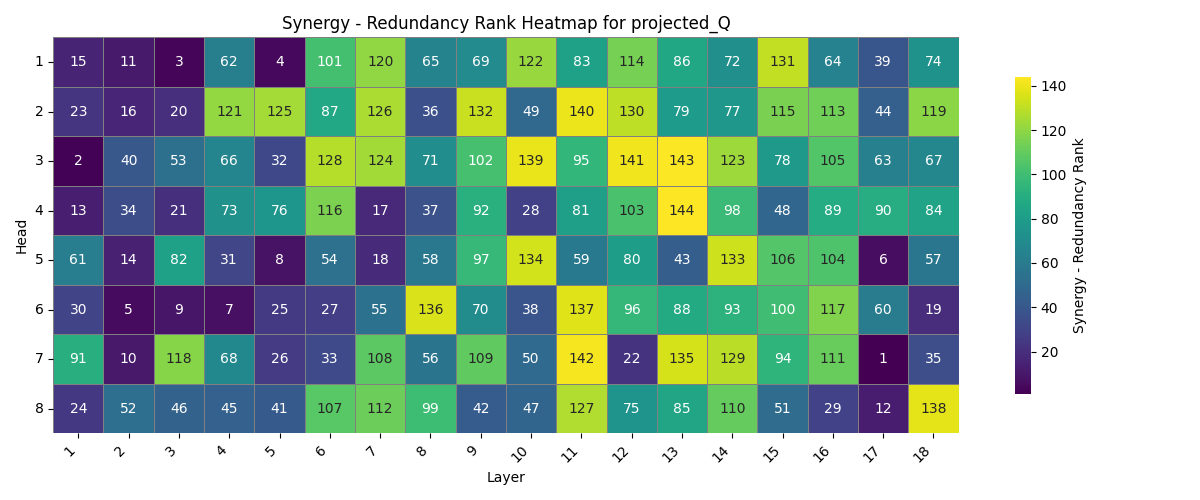 Synergy - Redundancy Rank Heatmap for projected_Q
1 15 11 3 62 4 101 120 65 69 122 83 114 86 72 131 64 39 74
2 23 16 20 121 125 87 126 36 132 49 140 130 79 77 115 113 44 119
3 2 40 53 66 32 128 124 71 102 139 95 141 143 123 78 105 63 67
4 13 34 21 73 76 116 17 37 92 28 81 103 144 98 48 89 90 84
5 61 14 82 31 8 54 18 58 97 134 59 80 43 133 106 104 6 57
6 30 5 9 7 25 27 55 136 70 38 137 96 88 93 100 117 60 19
7 91 10 118 68 26 33 108 56 109 50 142 22 135 129 94 111 1 35
8 24 52 46 45 41 107 112 99 42 47 127 75 85 110 51 29 12 138
Head
1 2 3 4 5 6 7 8 9 10 11 12 13 14 15 16 17 18
Layer
140
120
100
80
60
40
20
Synergy - Redundancy Rank